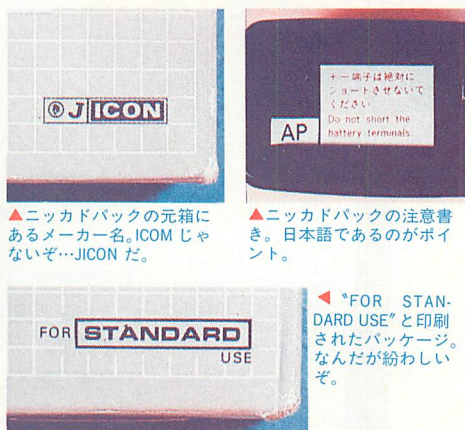 J ICON
+−端子は絶対に
ショートさせないで
ください
Do not short the
battery terminals.
AP
▲ニッカドパックの元箱に
あるメーカー名。ICOM じゃ
ないぞ…JICON だ。
▲ニッカドパックの注意書
き。日本語であるのがポイ
ント。
FOR STANDARD
USE
◀ “FOR STAN-
DARD USE” と印刷
されたパッケージ。
なんだが紛わしい
ぞ。